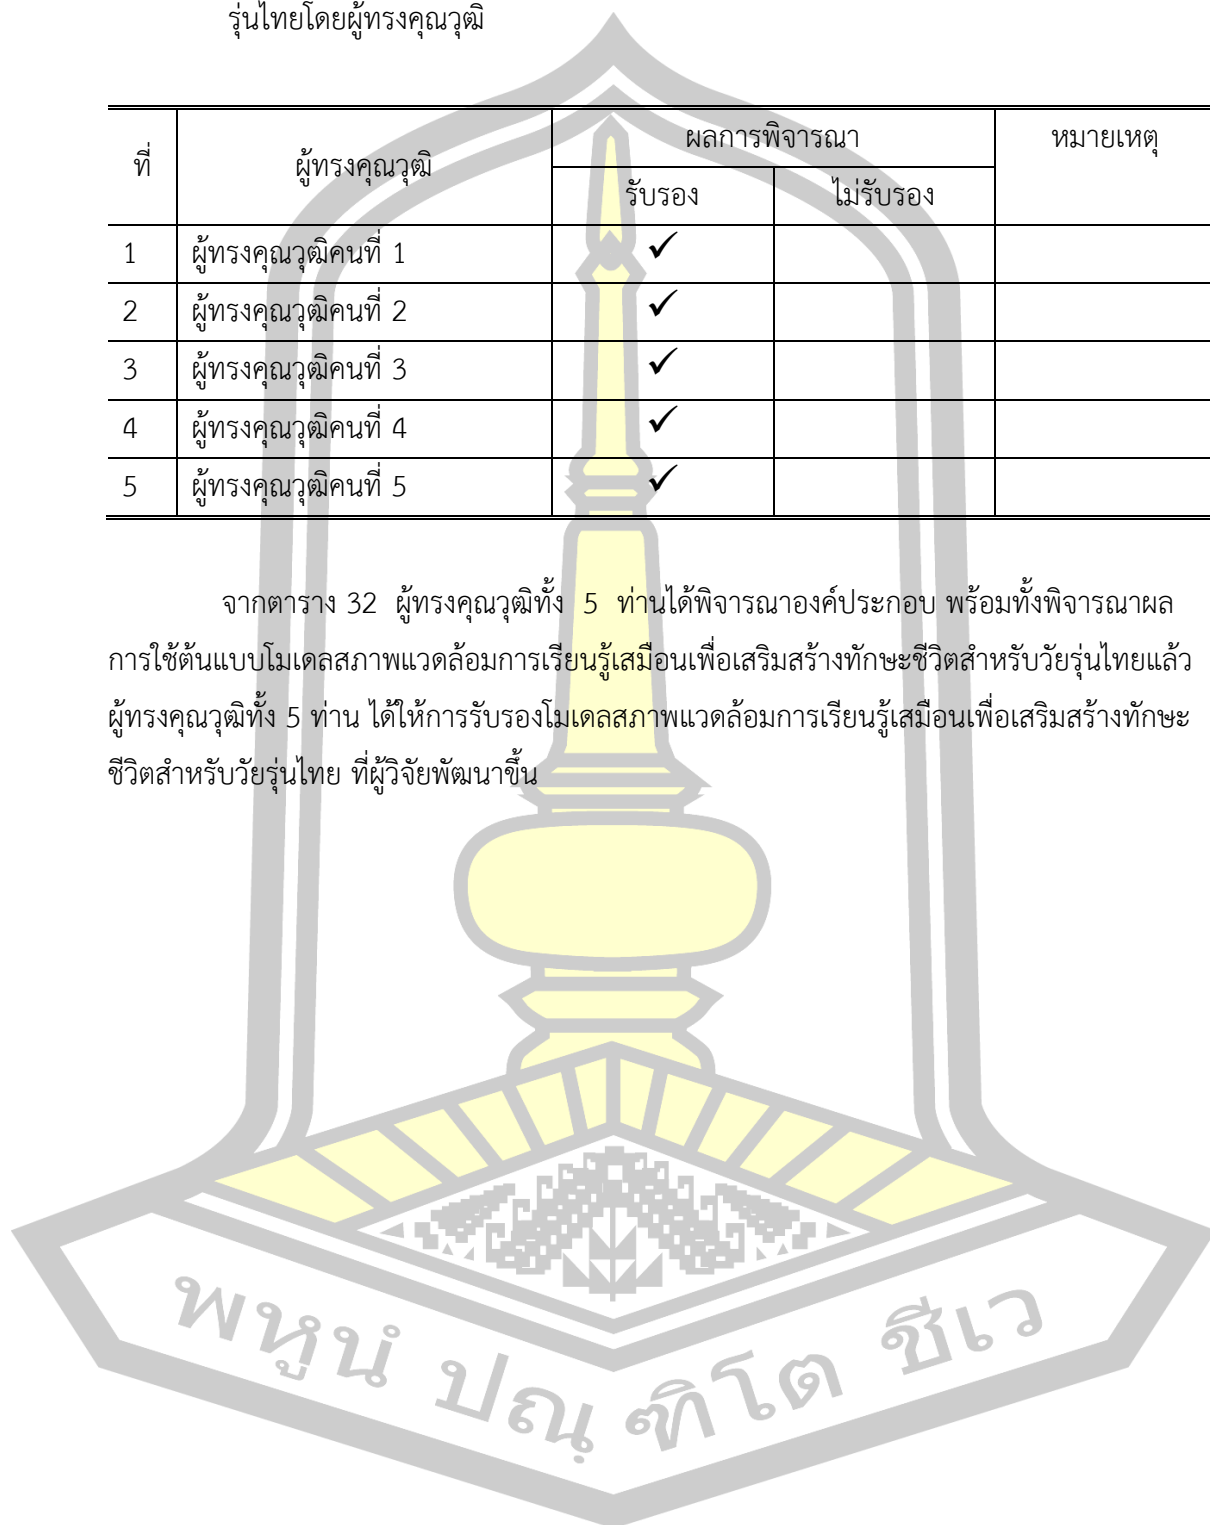 รุ่นไทยโดยผู้ทรงคุณวุฒิ
ที่ ผู้ทรงคุณวุฒิ ผลการพิจารณา หมายเหตุ
รับรอง ไม่รับรอง
1 ผู้ทรงคุณวุฒิคนที่ 1 ✓
2 ผู้ทรงคุณวุฒิคนที่ 2 ✓
3 ผู้ทรงคุณวุฒิคนที่ 3 ✓
4 ผู้ทรงคุณวุฒิคนที่ 4 ✓
5 ผู้ทรงคุณวุฒิคนที่ 5 ✓
จากตาราง 32 ผู้ทรงคุณวุฒิทั้ง 5 ท่านได้พิจารณาองค์ประกอบ พร้อมทั้งพิจารณาผล
การใช้ต้นแบบโมเดลสภาพแวดล้อมการเรียนรู้เสมือนเพื่อเสริมสร้างทักษะชีวิตสำหรับวัยรุ่นไทยแล้ว
ผู้ทรงคุณวุฒิทั้ง 5 ท่าน ได้ให้การรับรองโมเดลสภาพแวดล้อมการเรียนรู้เสมือนเพื่อเสริมสร้างทักษะ
ชีวิตสำหรับวัยรุ่นไทย ที่ผู้วิจัยพัฒนาขึ้น
พหูนํ ปณฺฑิโต ชีเว